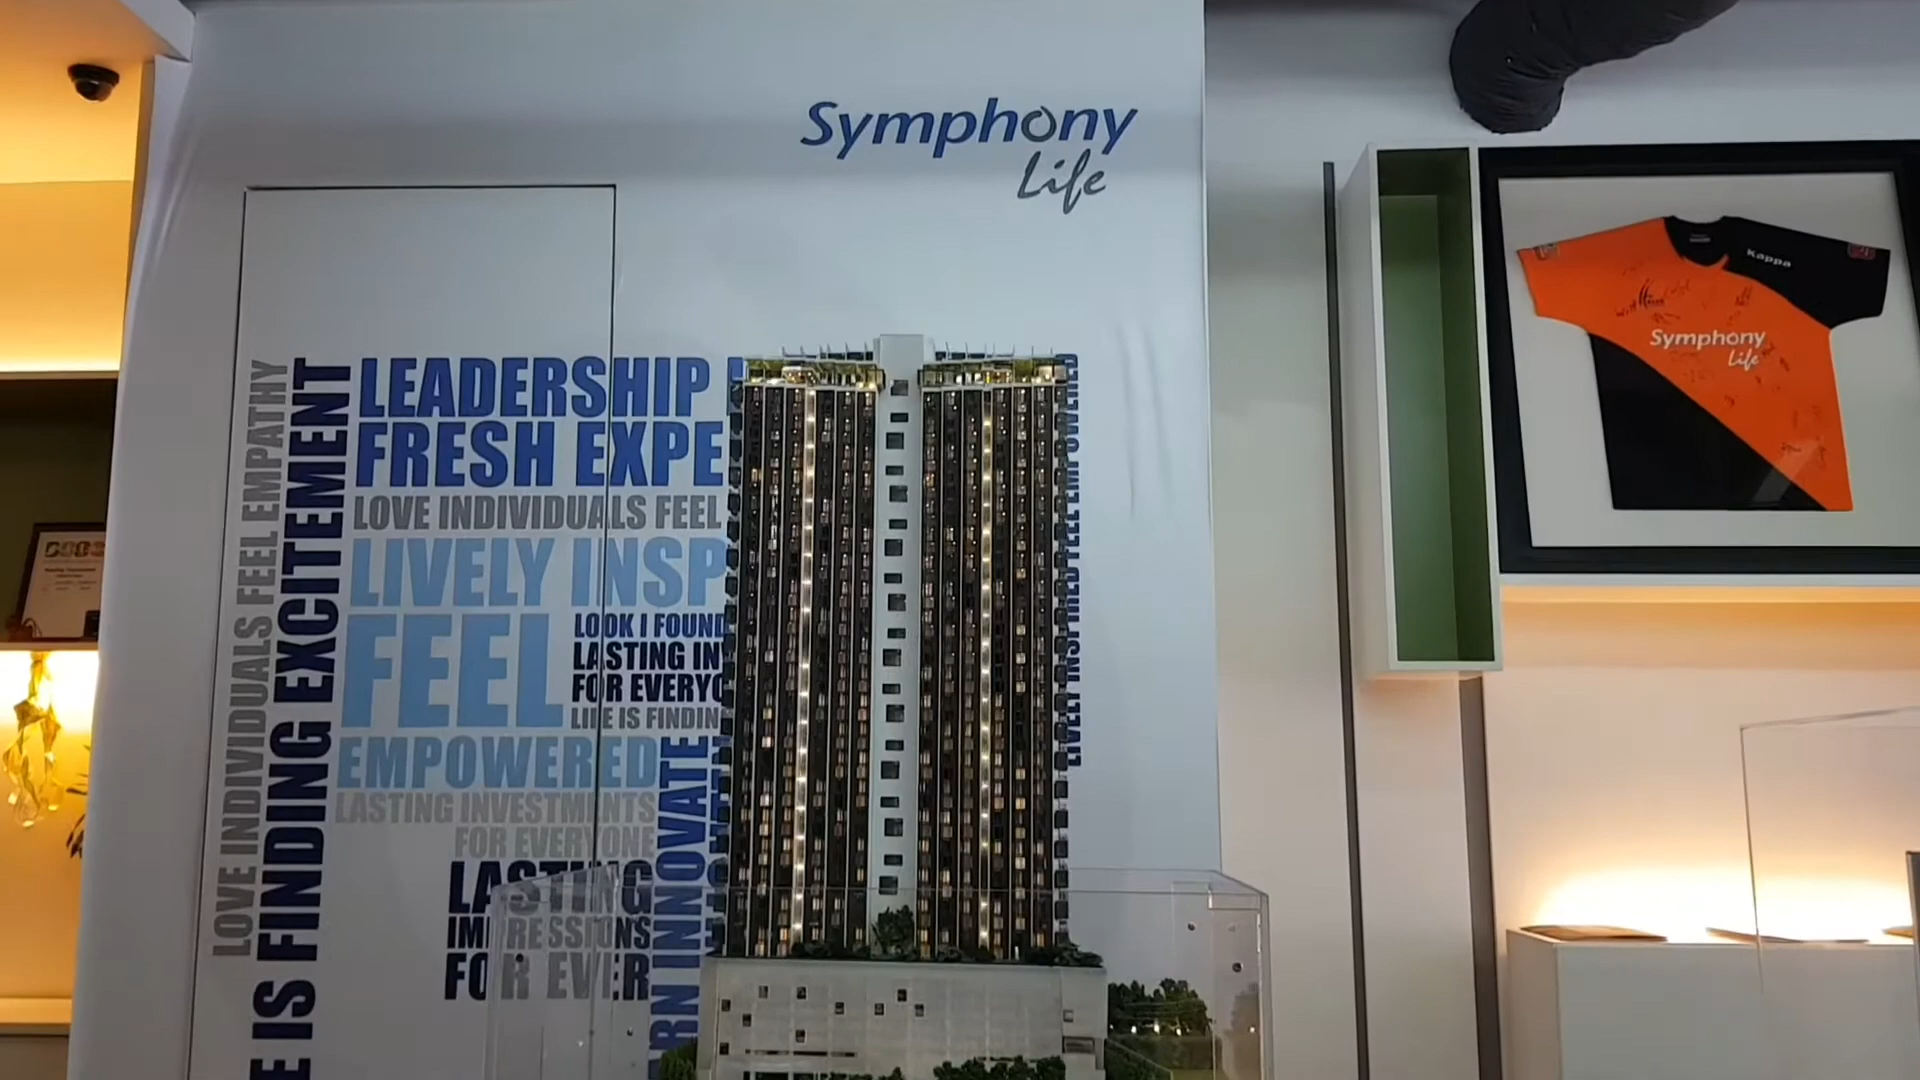 Symphony
Life
LOVE INDIVIDUALS FEEL EMPATHY
E IS FINDING EXCITEMENT
LEADERSHIP
FRESH EXPE
LOVE INDIVIDUALS FEEL
LIVELY INSP
FEEL
LOOK I FOUND
LASTING IN
FOR EVERYO
LIFE IS FINDIN
EMPOWERED
LASTING INVESTMENTS
FOR EVERYONE
LASTING
IMPRESSIONS
FOR EVER
RN INNOVATE
LIVELY INSPIRED FEEL EMPOWERED
Kappa
Symphony
Life